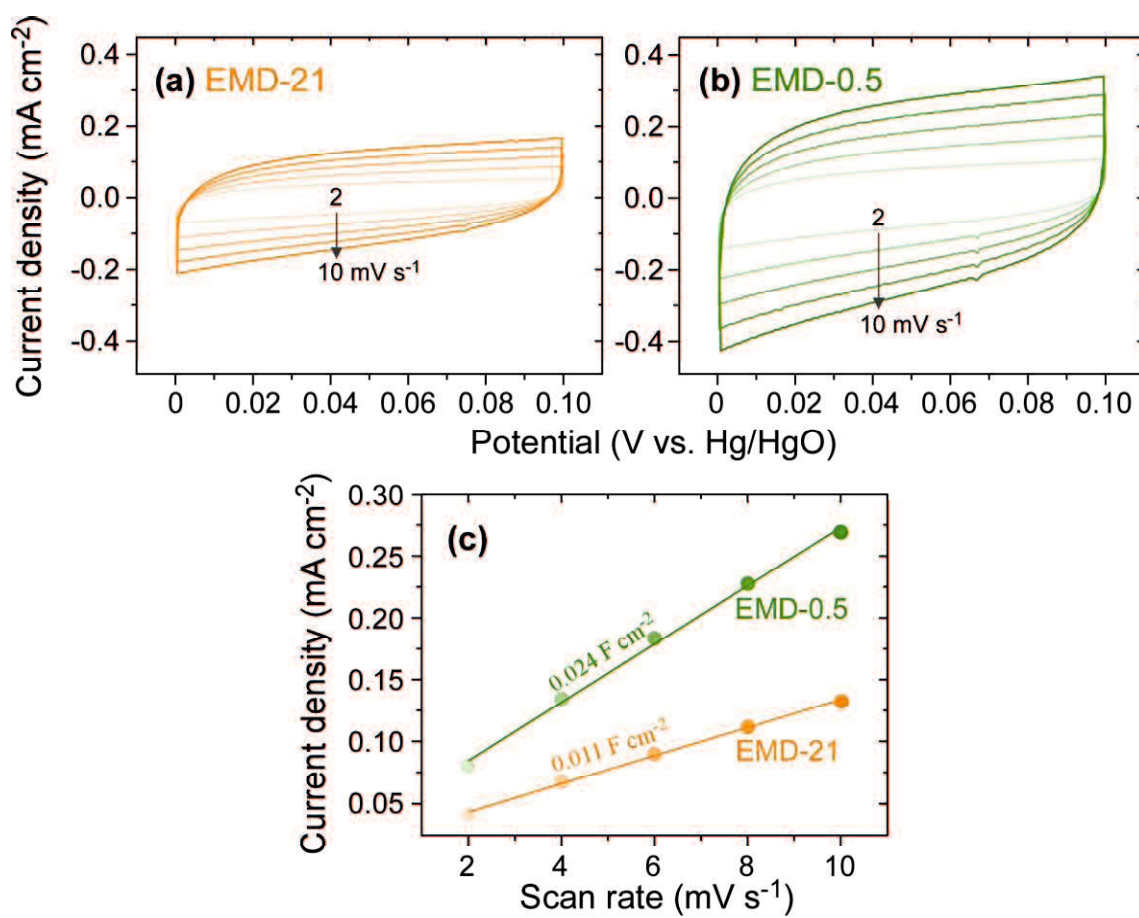 (a) EMD-21
(b) EMD-0.5
Current density (mA cm⁻²)
0.4
0.2
0.0
-0.2
-0.4
2
10 mV s⁻¹
0 0.02 0.04 0.06 0.08 0.10
0.4
0.2
0.0
-0.2
-0.4
2
10 mV s⁻¹
0 0.02 0.04 0.06 0.08 0.10
Potential (V vs. Hg/HgO)
(c)
Current density (mA cm⁻²)
0.30
0.25
0.20
0.15
0.10
0.05
0.024 F cm⁻²
EMD-0.5
0.011 F cm⁻²
EMD-21
2 4 6 8 10
Scan rate (mV s⁻¹)